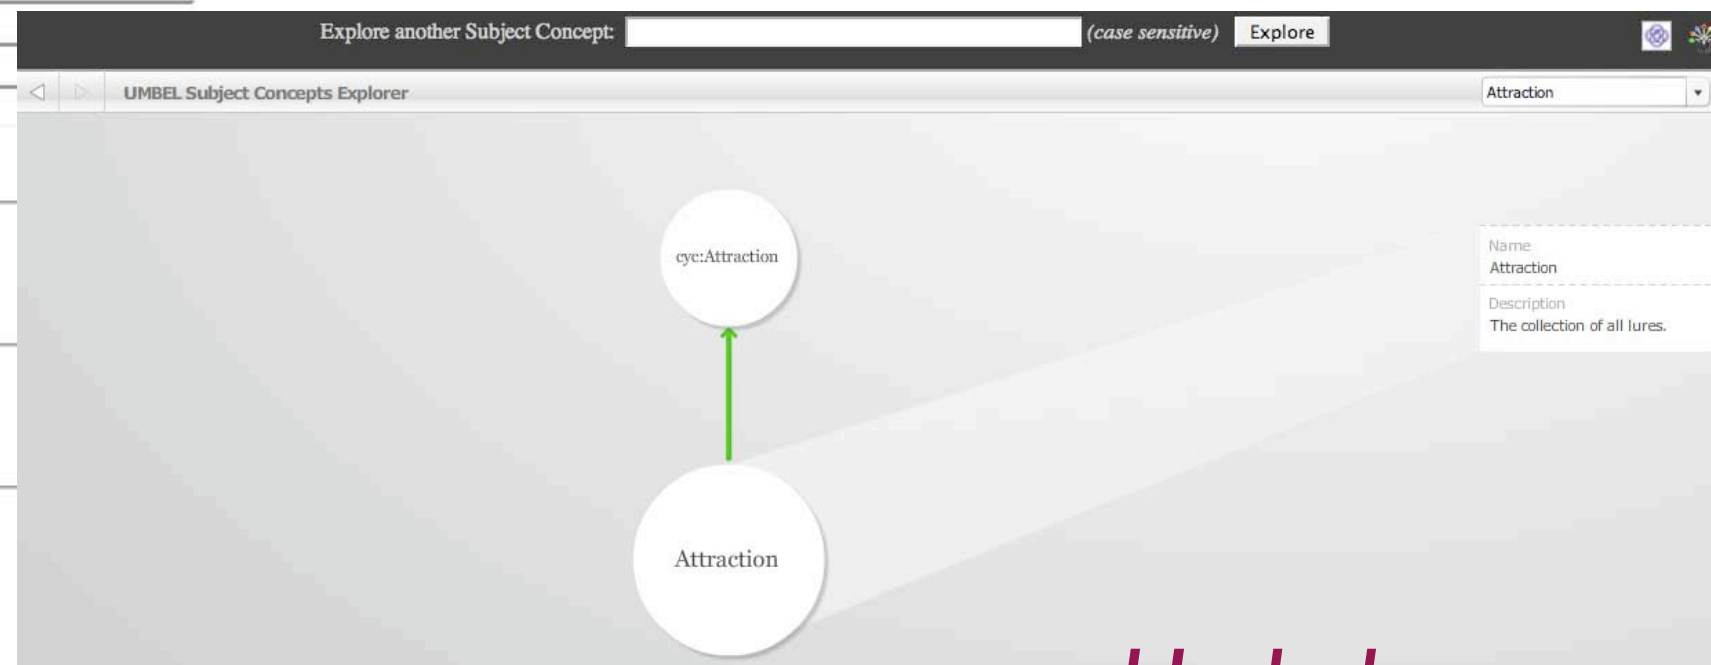 Explore another Subject Concept: (case sensitive) Explore
UMBEL Subject Concepts Explorer Attraction
cyc:Attraction
Name
Attraction
Description
The collection of all lures.
Attraction